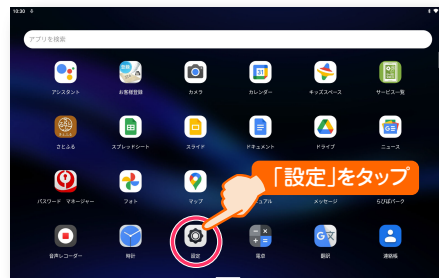 10:30
アプリを検索
アシスタント
お客様登録
カメラ
カレンダー
キッズスペース
サービス一覧
さとふる
スプレッドシート
スライド
ドキュメント
ドライブ
ニュース
「設定」をタップ
パスワード マネージャー
フォト
マップ
メッセージ
らびぱーく
音声レコーダー
時計
設定
電卓
翻訳
連絡帳